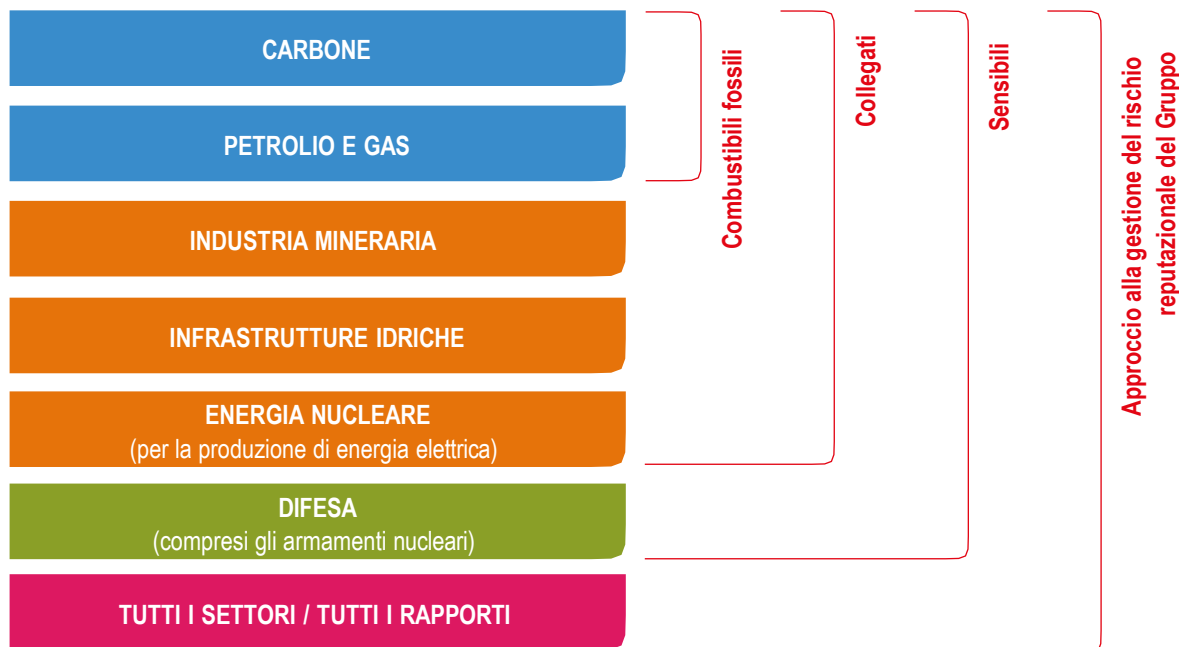 CARBONE
PETROLIO E GAS
INDUSTRIA MINERARIA
INFRASTRUTTURE IDRICHE
ENERGIA NUCLEARE
(per la produzione di energia elettrica)
DIFESA
(compresi gli armamenti nucleari)
TUTTI I SETTORI / TUTTI I RAPPORTI
Combustibili fossili
Collegati
Sensibili
Approccio alla gestione del rischio
reputazionale del Gruppo